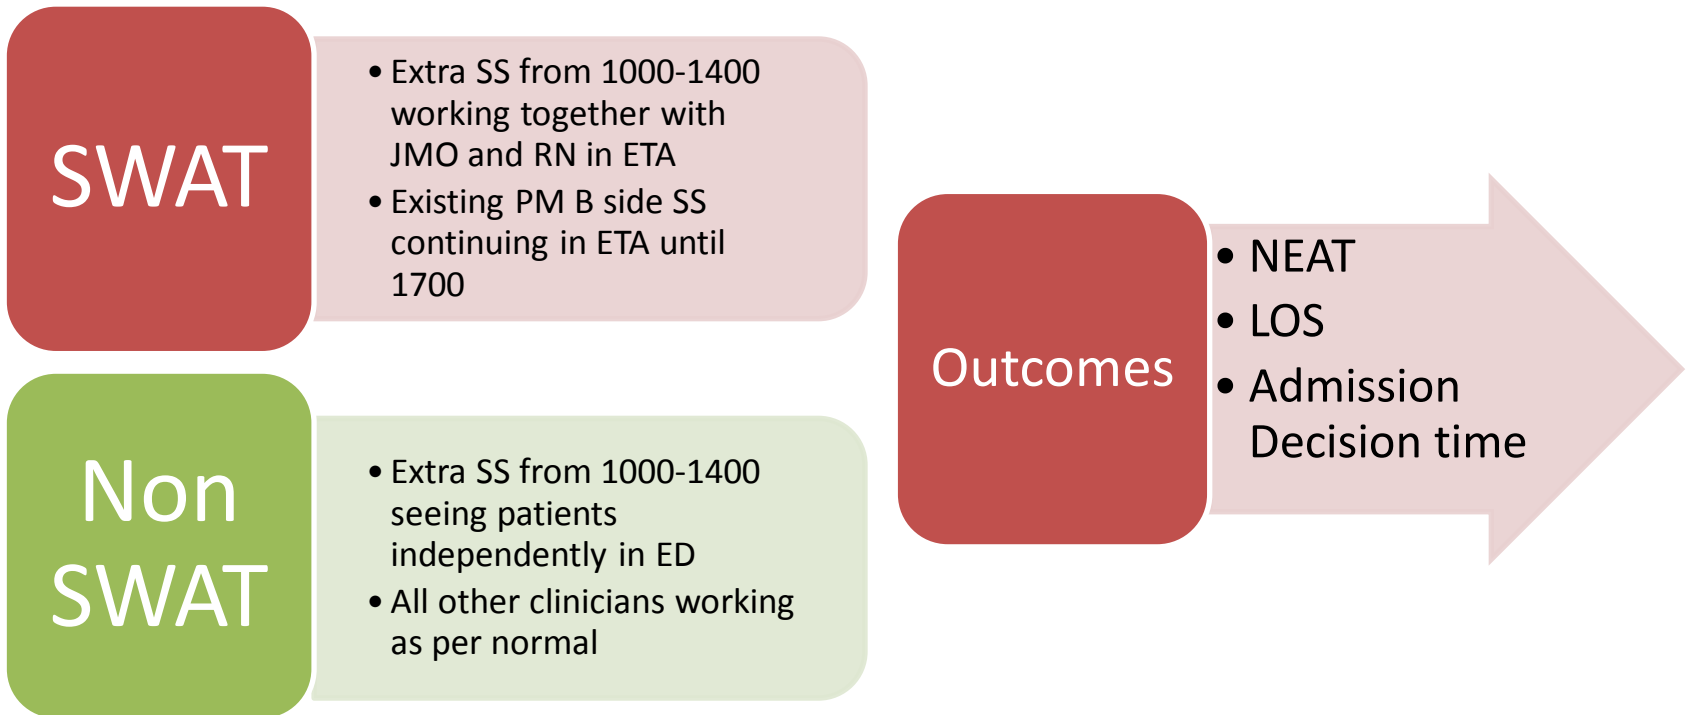 SWAT
• Extra SS from 1000-1400
working together with
JMO and RN in ETA
• Existing PM B side SS
continuing in ETA until
1700
Non
SWAT
• Extra SS from 1000-1400
seeing patients
independently in ED
• All other clinicians working
as per normal
Outcomes
• NEAT
• LOS
• Admission
Decision time